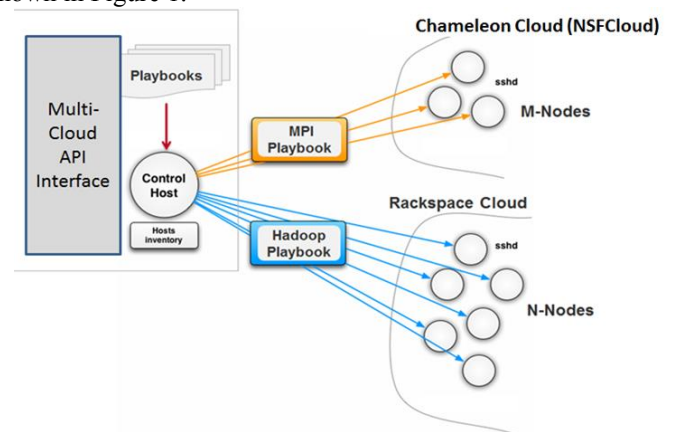 Chameleon Cloud (NSFCloud)
Playbooks
sshd
Multi-
Cloud
API
Interface
M-Nodes
MPI
Playbook
Control
Host
Rackspace Cloud
Hosts
inventory
Hadoop
Playbook
sshd
N-Nodes